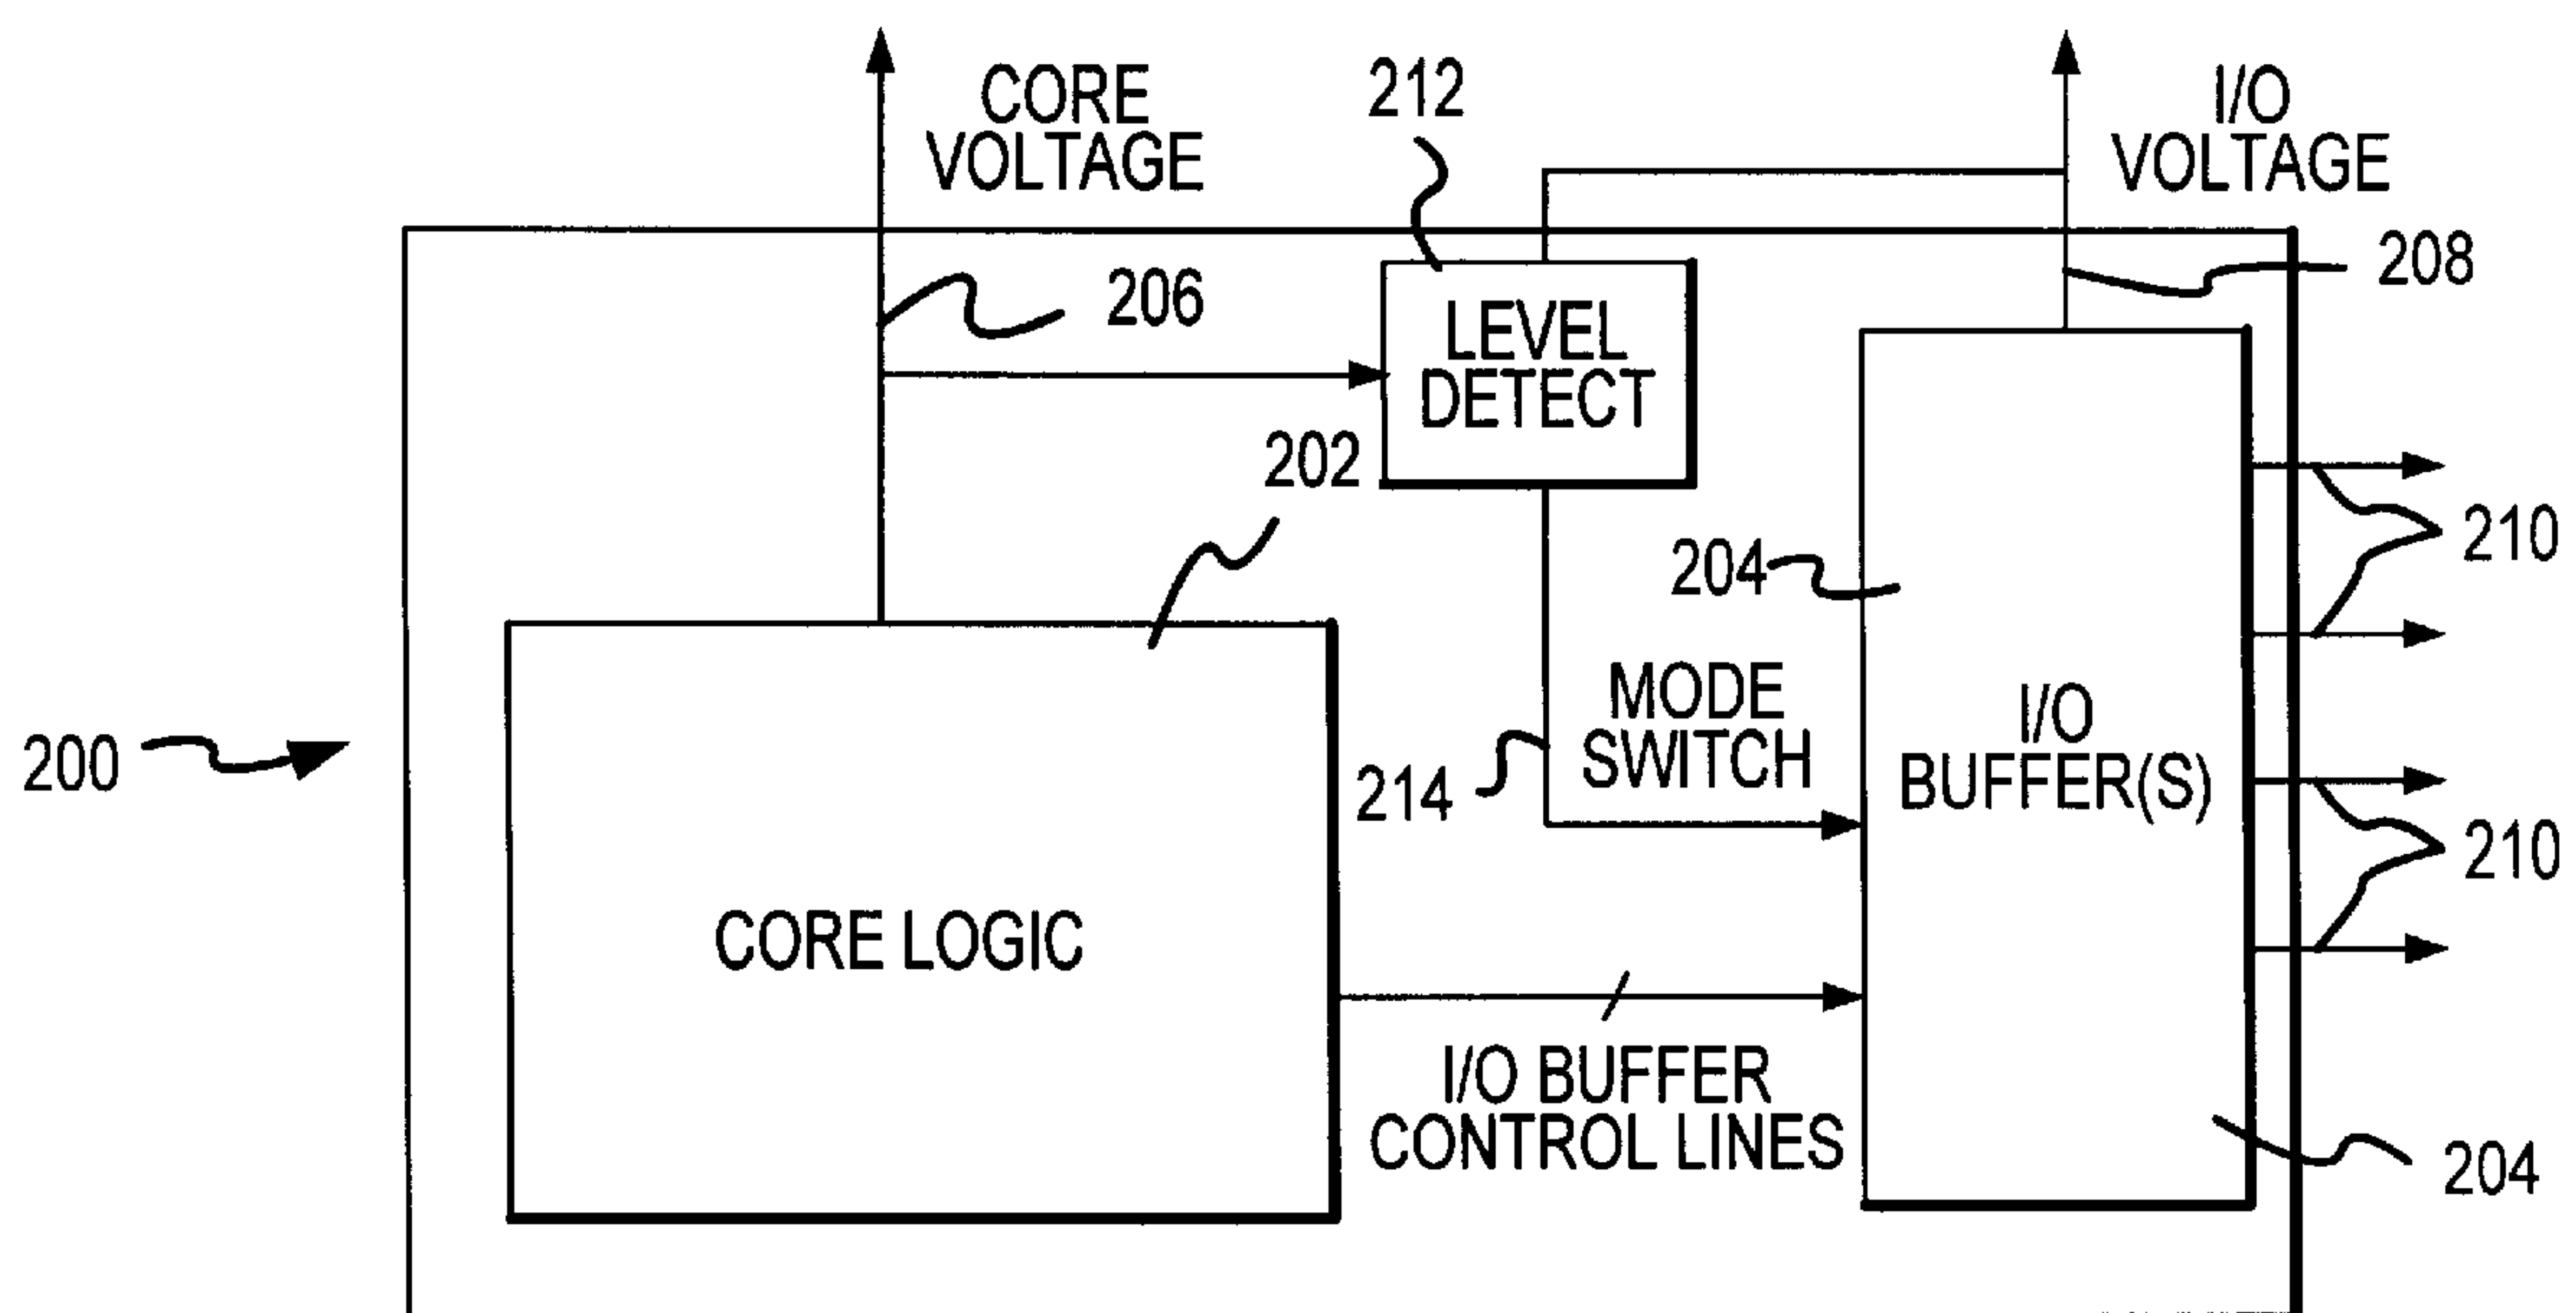 CORE
VOLTAGE
212
I/O
VOLTAGE
206
208
LEVEL
DETECT
202
210
204
MODE
SWITCH
I/O
BUFFER(S)
200
214
210
CORE LOGIC
I/O BUFFER
CONTROL LINES
204